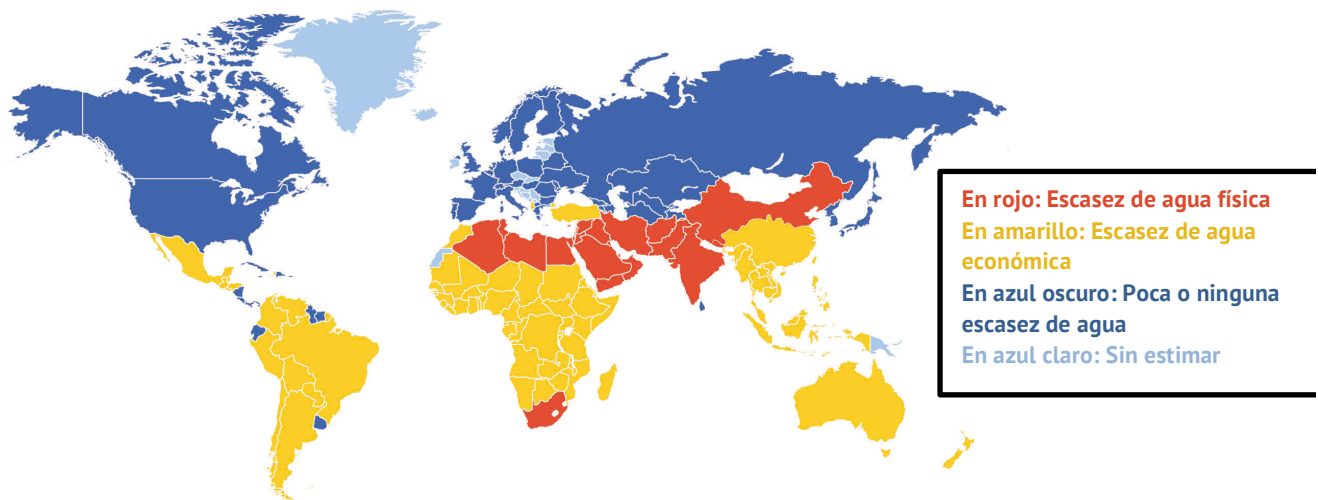 En rojo: Escasez de agua física
En amarillo: Escasez de agua
económica
En azul oscuro: Poca o ninguna
escasez de agua
En azul claro: Sin estimar